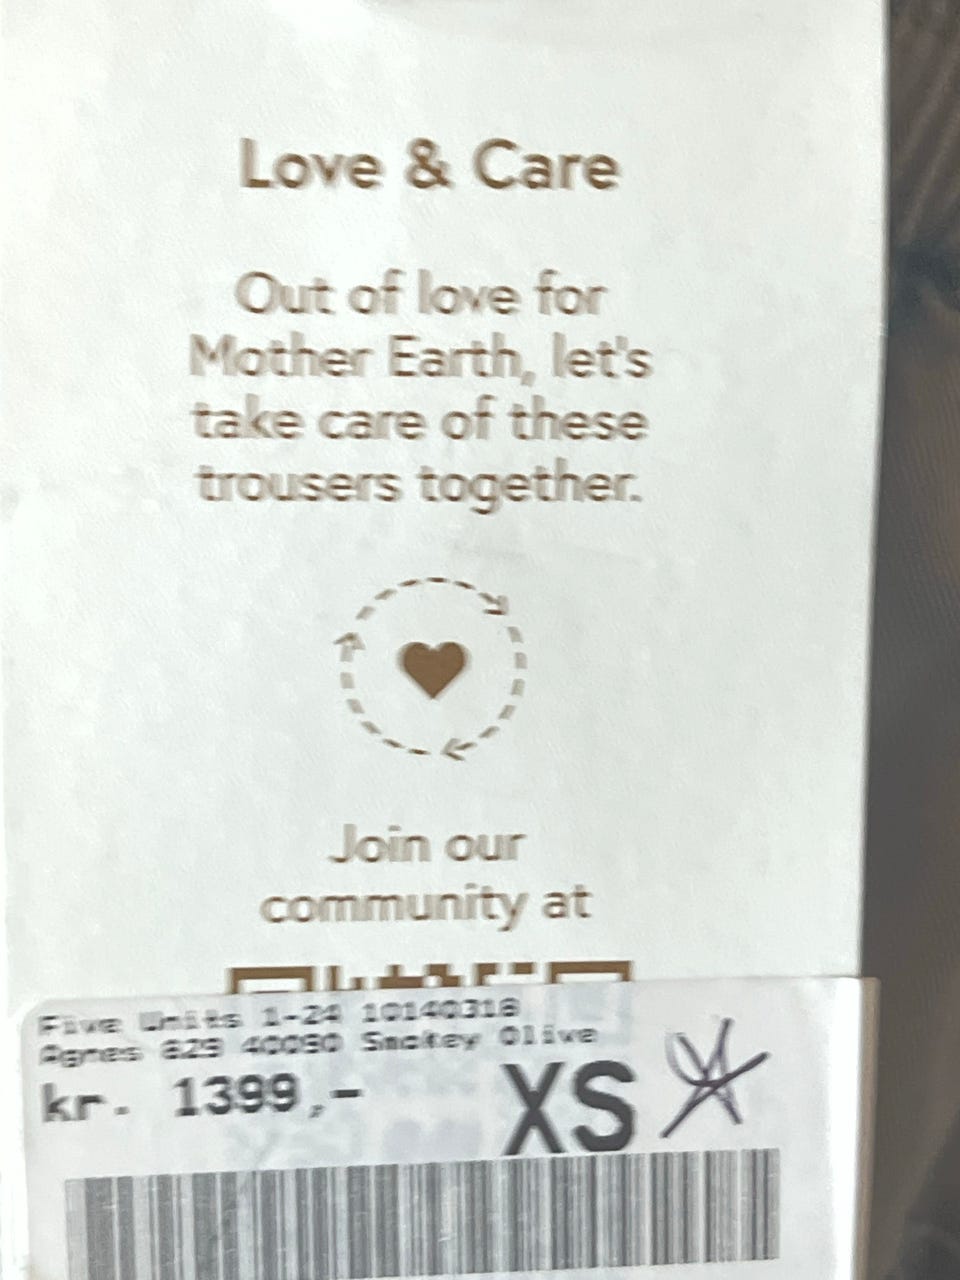 Love & Care
Out of love for
Mother Earth, let's
take care of these
trousers together.
Join our
community at
Five Units 1-24 10140318
Agnes 829 40090 Smokey Olive
kr. 1399,-
XS